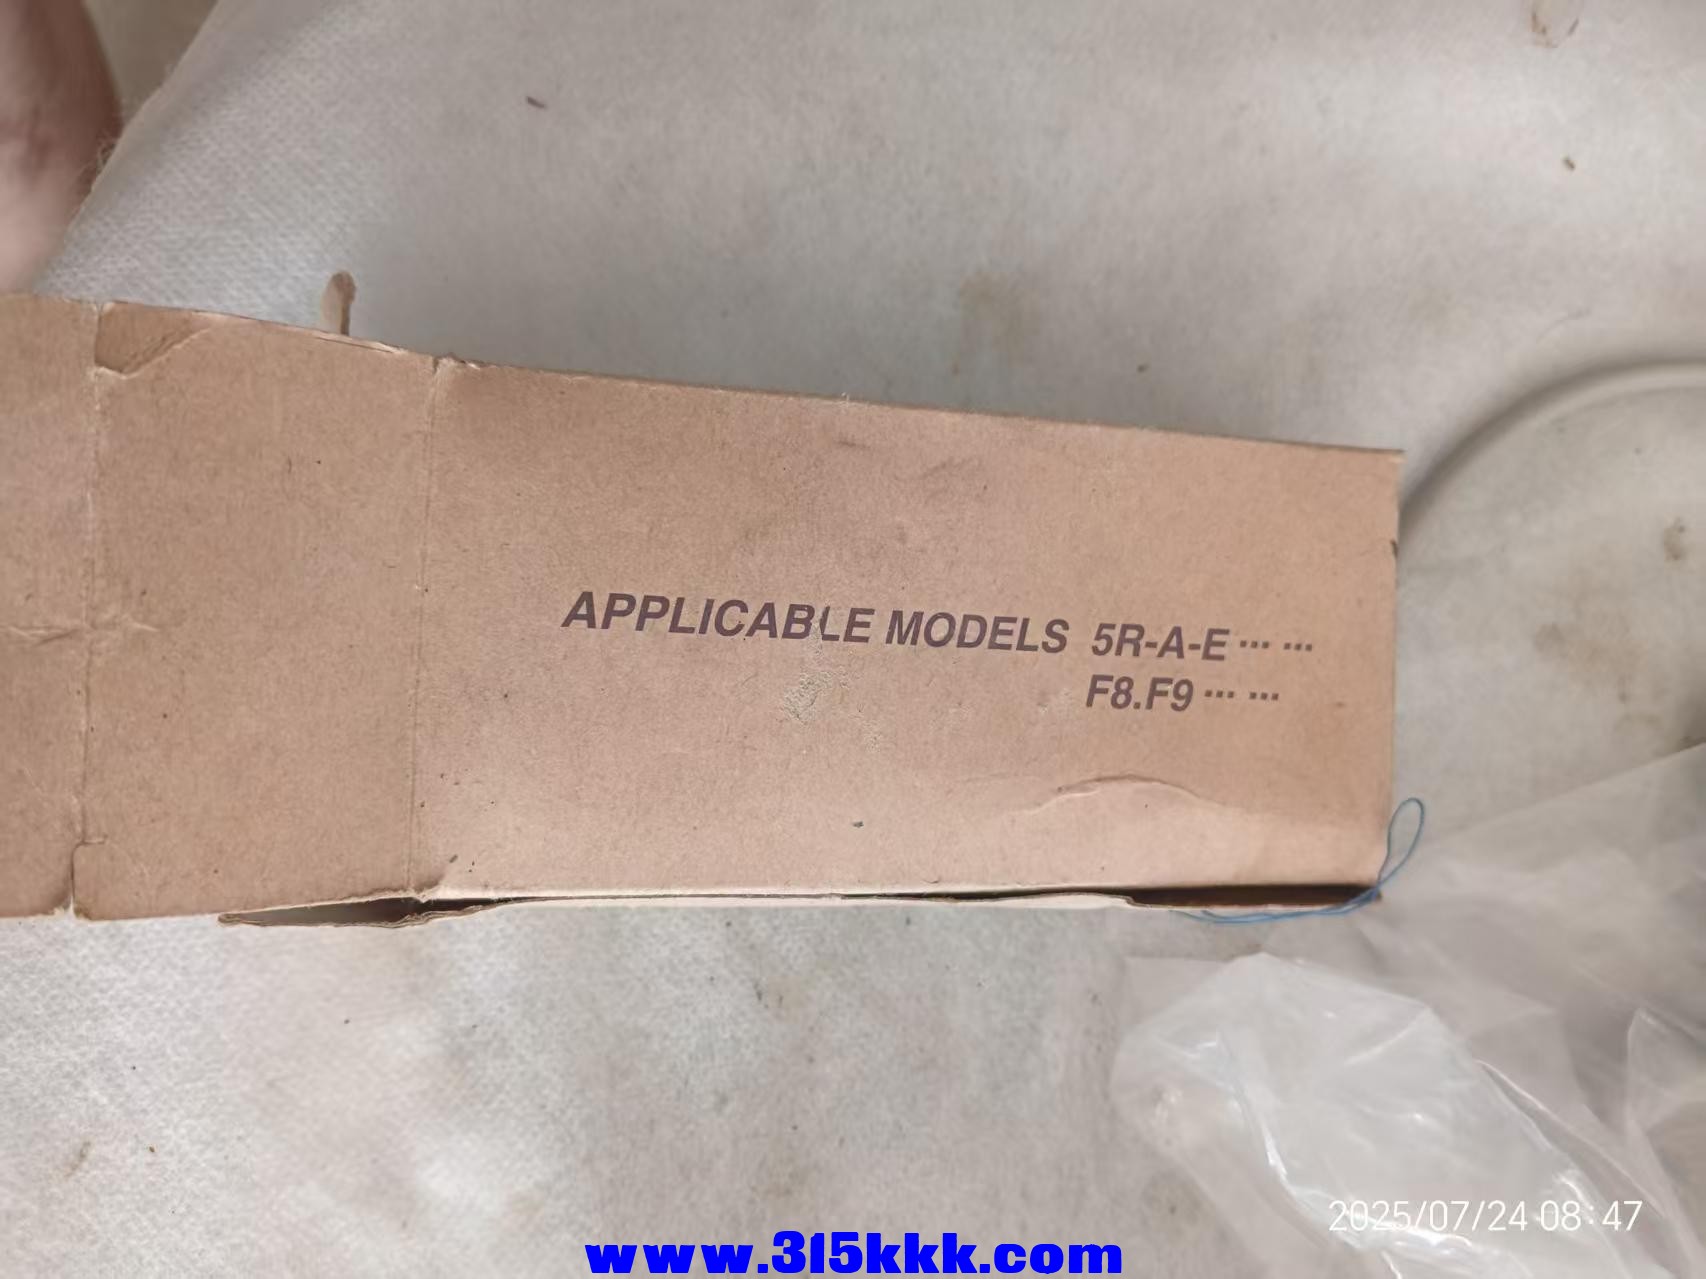 APPLICABLE MODELS 5R-A-E ··· ···
F8.F9 ··· ···
2025/07/24 08:47
www.315kkk.com